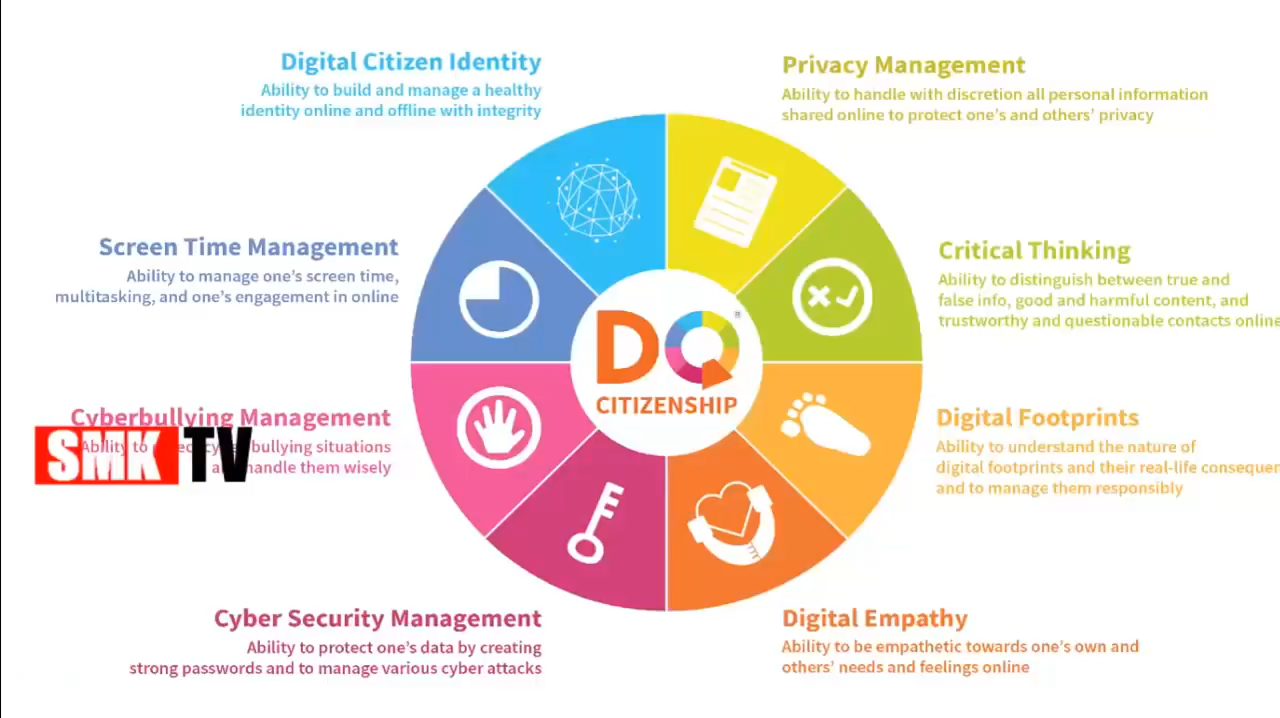 Digital Citizen Identity
Ability to build and manage a healthy
identity online and offline with integrity
Privacy Management
Ability to handle with discretion all personal information
shared online to protect one's and others' privacy
Screen Time Management
Ability to manage one's screen time,
multitasking, and one's engagement in online
Critical Thinking
Ability to distinguish between true and
false info, good and harmful content, and
trustworthy and questionable contacts online
DQ ®
CITIZENSHIP
Cyberbullying Management
Ability to bullying situations
handle them wisely
SMK TV
Digital Footprints
Ability to understand the nature of
digital footprints and their real-life
and to manage them responsibly
Cyber Security Management
Ability to protect one's data by creating
strong passwords and to manage various cyber attacks
Digital Empathy
Ability to be empathetic towards one's own and
others' needs and feelings online